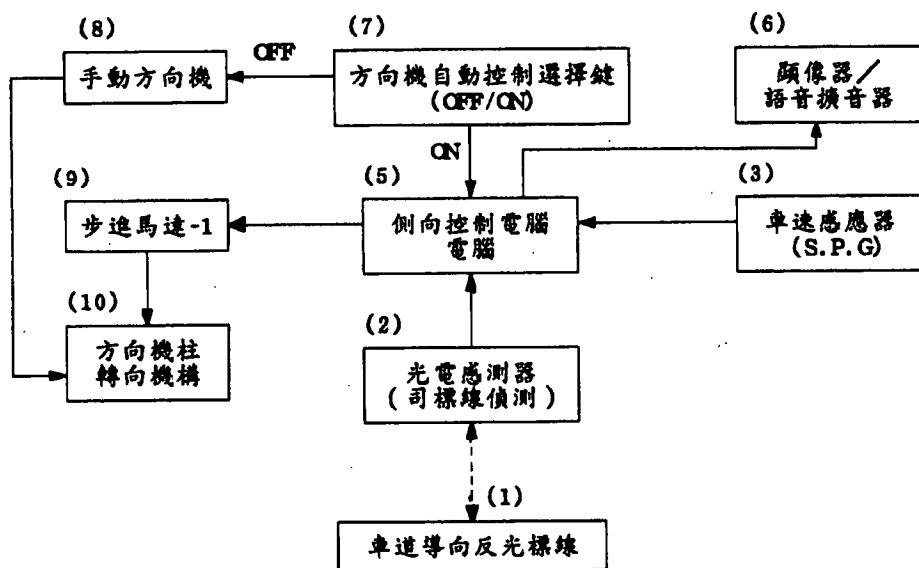 (8)
手動方向機
OFF
(7)
方向機自動控制選擇鍵
(OFF/ON)
(6)
顯像器/
語音擴音器
ON
(9)
步進馬達-1
(5)
側向控制電腦
電腦
(3)
車速感應器
(S.P.G)
(10)
方向機柱
轉向機構
(2)
光電感測器
(司標線偵測)
(1)
車道導向反光標線